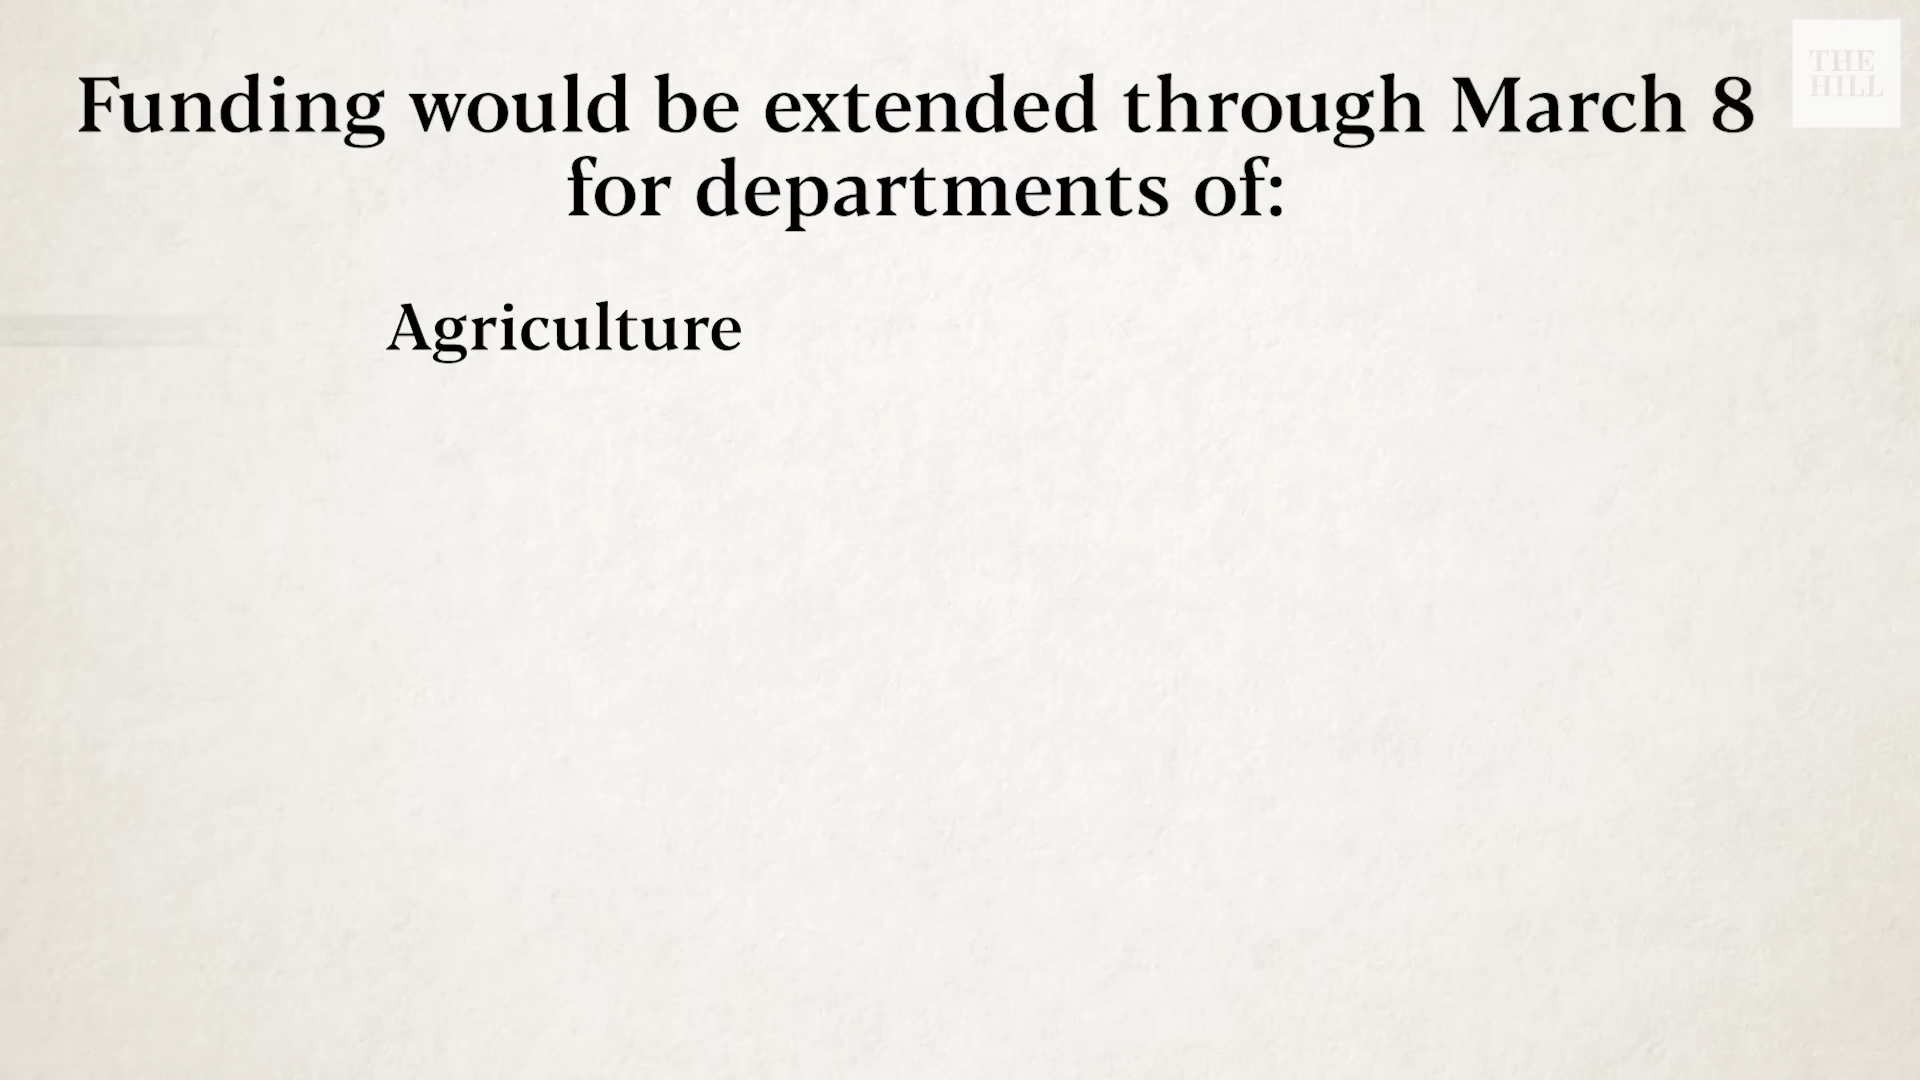 THE
HILL
Funding would be extended through March 8
for departments of:
Agriculture